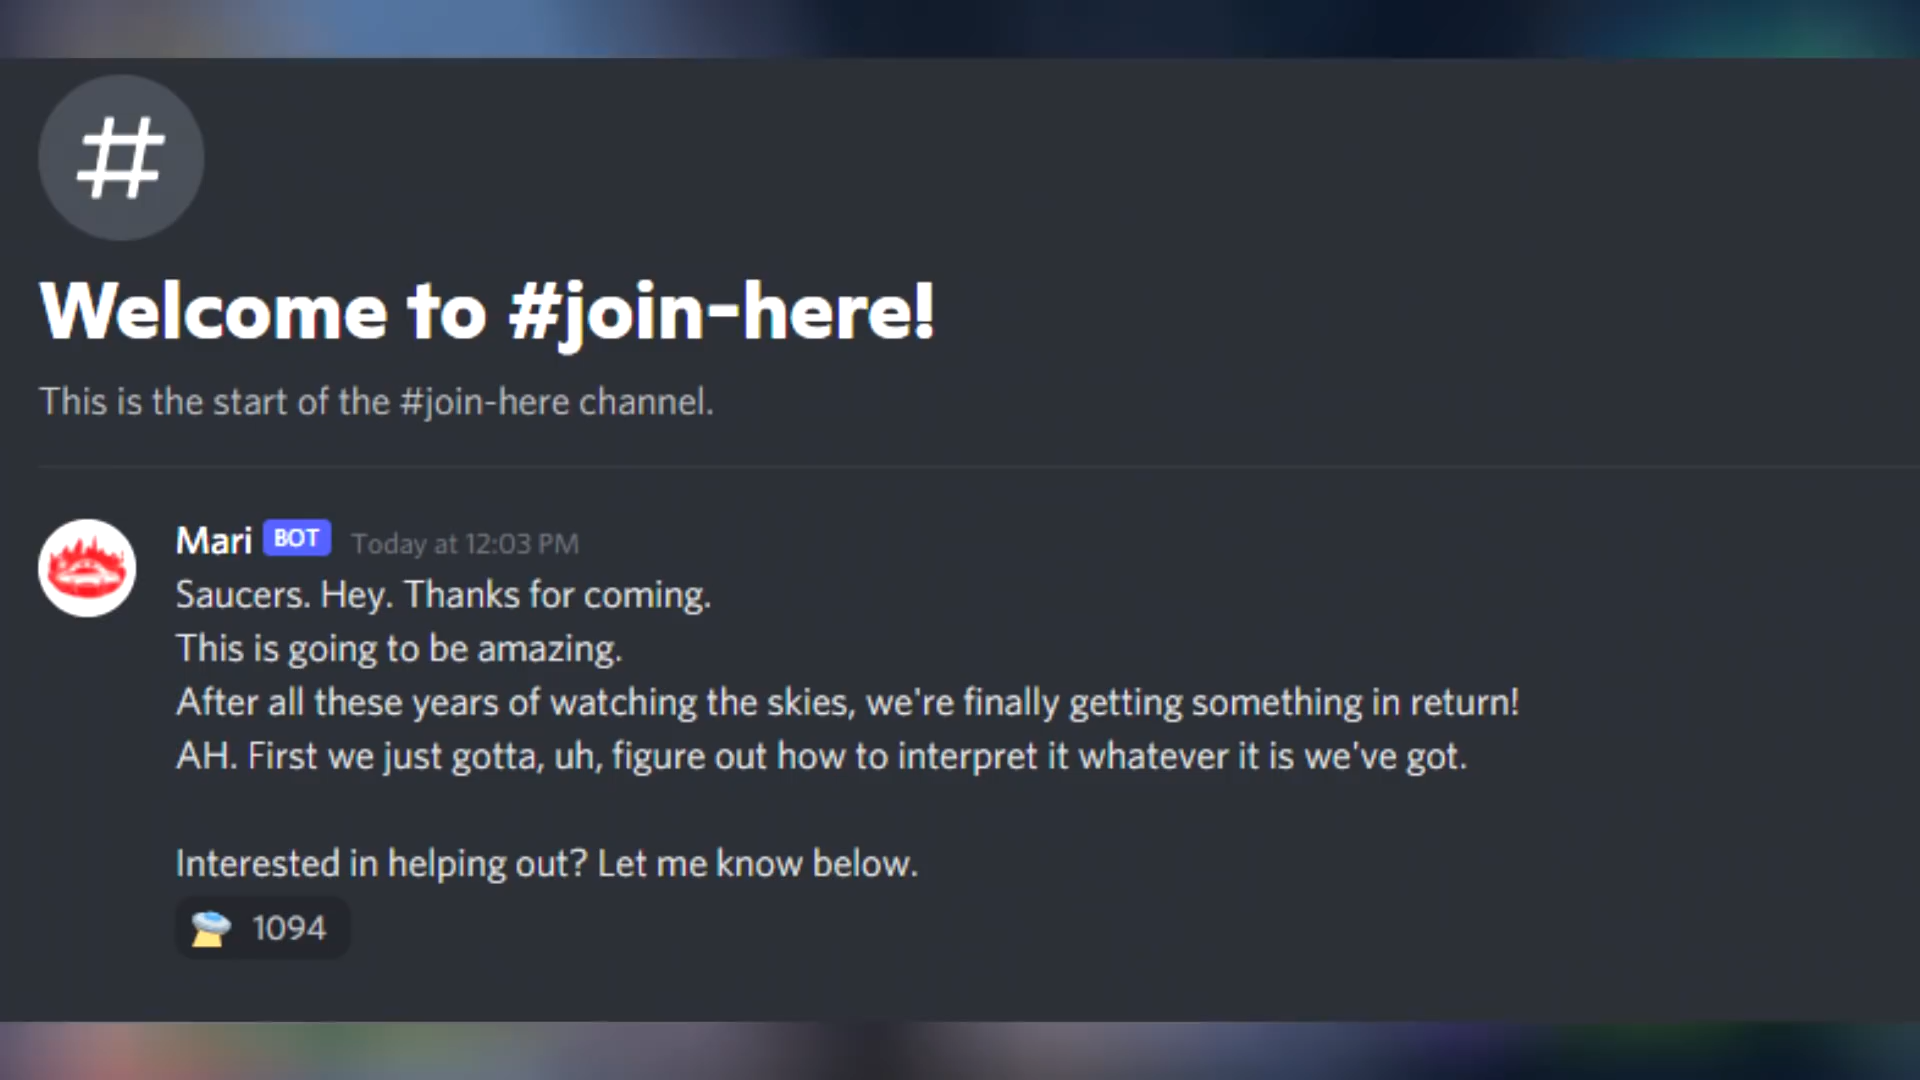 #
Welcome to #join-here!
This is the start of the #join-here channel.
Mari BOT Today at 12:03 PM
Saucers. Hey. Thanks for coming.
This is going to be amazing.
After all these years of watching the skies, we're finally getting something in return!
AH. First we just gotta, uh, figure out how to interpret it whatever it is we've got.
Interested in helping out? Let me know below.
1094